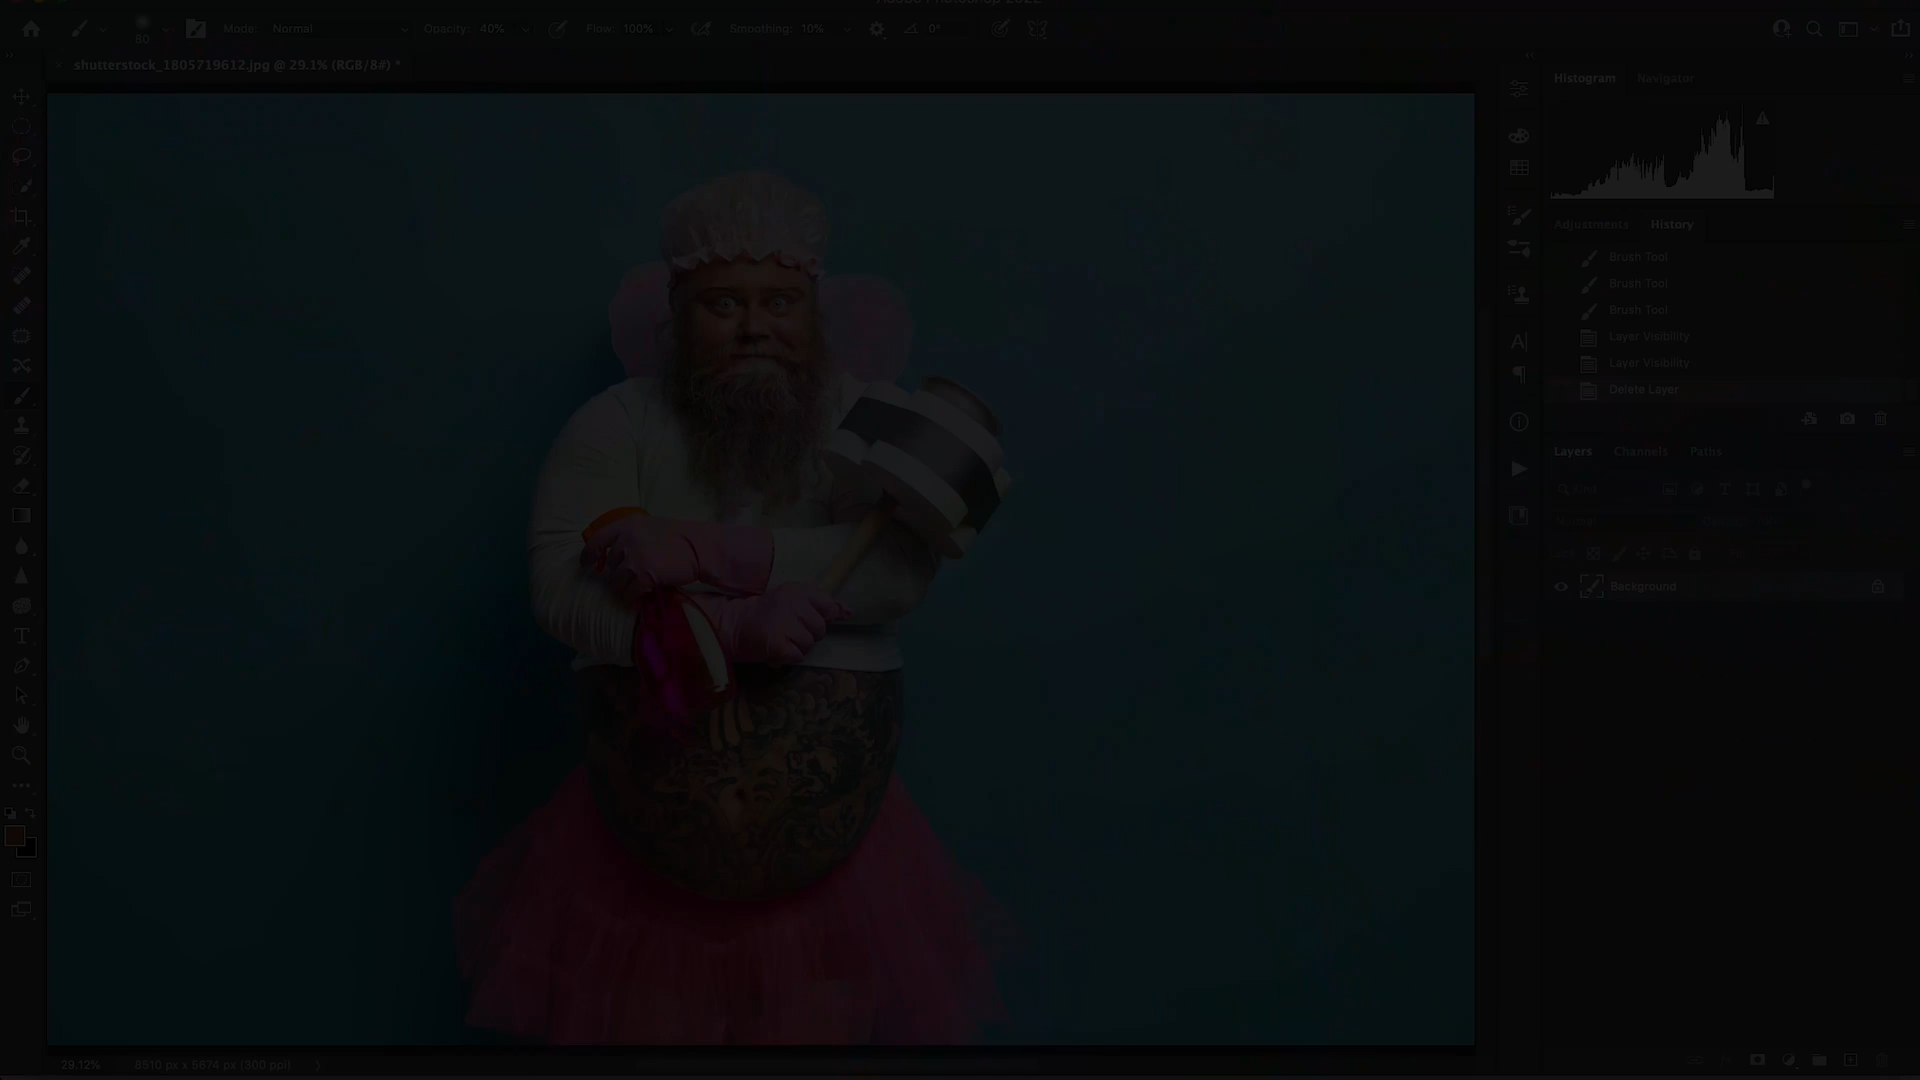 80
Mode: Normal
Opacity: 40%
Flow: 100%
Smoothing: 10%
0°
shutterstock_1805719612.jpg @ 29.1% (RGB/8#) *
Histogram
Navigator
Adjustments
History
Brush Tool
Brush Tool
Brush Tool
Layer Visibility
Layer Visibility
Delete Layer
Layers
Channels
Paths
Background
29.12%
8510 px x 5674 px (300 ppi)